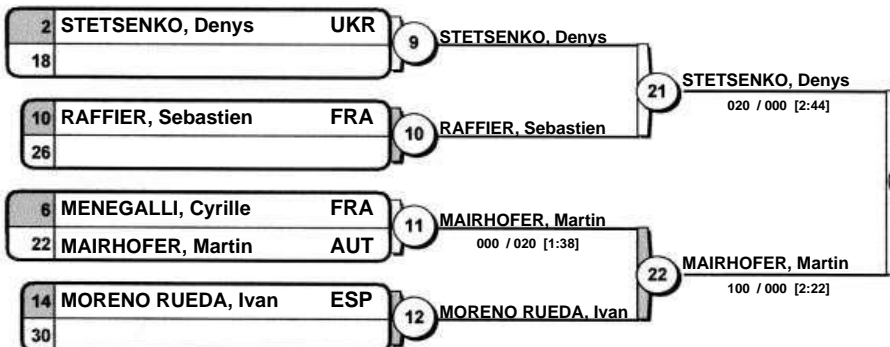 2 STETSENKO, Denys UKR
18
9 STETSENKO, Denys
10 RAFFIER, Sebastien FRA
26
10 RAFFIER, Sebastien
21 STETSENKO, Denys
020 / 000 [2:44]
6 MENEGALLI, Cyrille FRA
22 MAIRHOFER, Martin AUT
11 MAIRHOFER, Martin
000 / 020 [1:38]
14 MORENO RUEDA, Ivan ESP
30
12 MORENO RUEDA, Ivan
22 MAIRHOFER, Martin
100 / 000 [2:22]